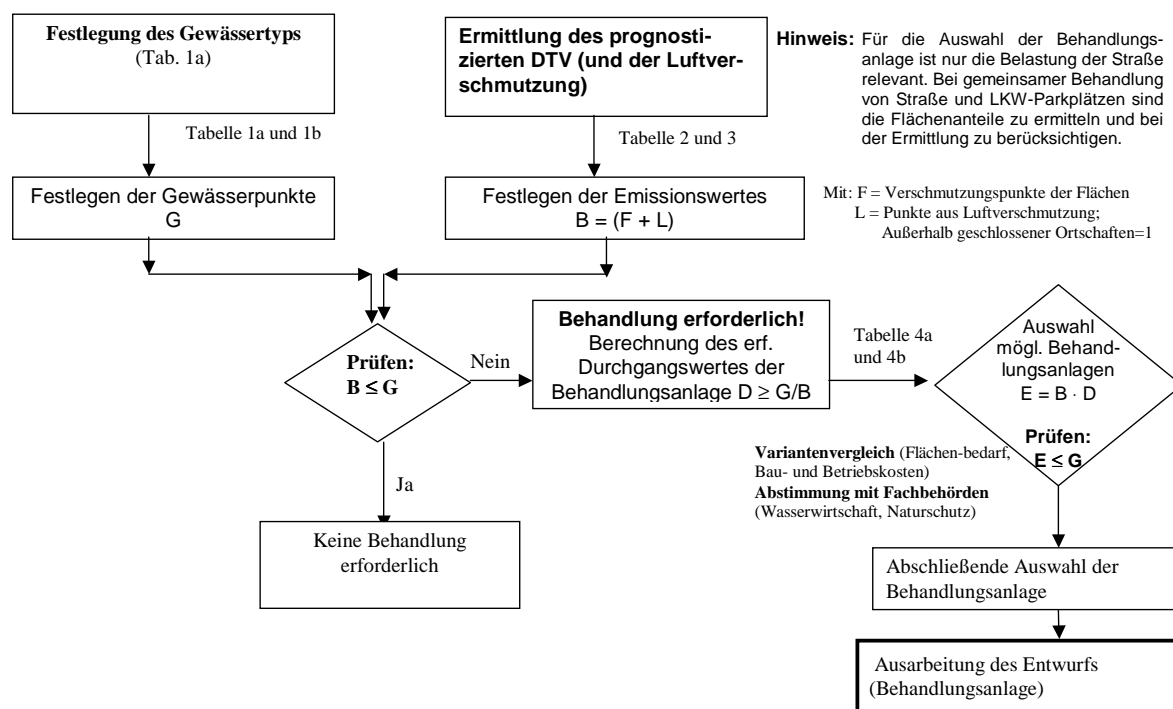 Festlegung des Gewässertyps
(Tab. 1a)
Ermittlung des prognosti-
zierten DTV (und der Luftver-
schmutzung)
Hinweis: Für die Auswahl der Behandlungs-
anlage ist nur die Belastung der Straße
relevant. Bei gemeinsamer Behandlung
von Straße und LKW-Parkplätzen sind
die Flächenanteile zu ermitteln und bei
der Ermittlung zu berücksichtigen.
Tabelle 1a und 1b
Tabelle 2 und 3
Festlegen der Gewässerpunkte
G
Festlegen der Emissionswertes
B = (F + L)
Mit: F = Verschmutzungspunkte der Flächen
L = Punkte aus Luftverschmutzung;
Außerhalb geschlossener Ortschaften=1
Prüfen:
B ≤ G
Nein
Behandlung erforderlich!
Berechnung des erf.
Durchgangswertes der
Behandlungsanlage D ≥ G/B
Tabelle 4a
und 4b
Auswahl
mögl. Behand-
lungsanlagen
E = B · D
Prüfen:
E ≤ G
Variantenvergleich (Flächen-bedarf,
Bau- und Betriebskosten)
Abstimmung mit Fachbehörden
(Wasserwirtschaft, Naturschutz)
Ja
Keine Behandlung
erforderlich
Abschließende Auswahl der
Behandlungsanlage
Ausarbeitung des Entwurfs
(Behandlungsanlage)